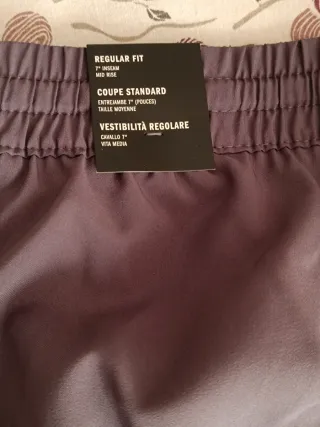 REGULAR FIT
7" INSEAM
MID RISE
COUPE STANDARD
ENTREJAMBE 7" (POUCES)
TAILLE MOYENNE
VESTIBILITÀ REGOLARE
CAVALLO 7"
VITA MEDIA